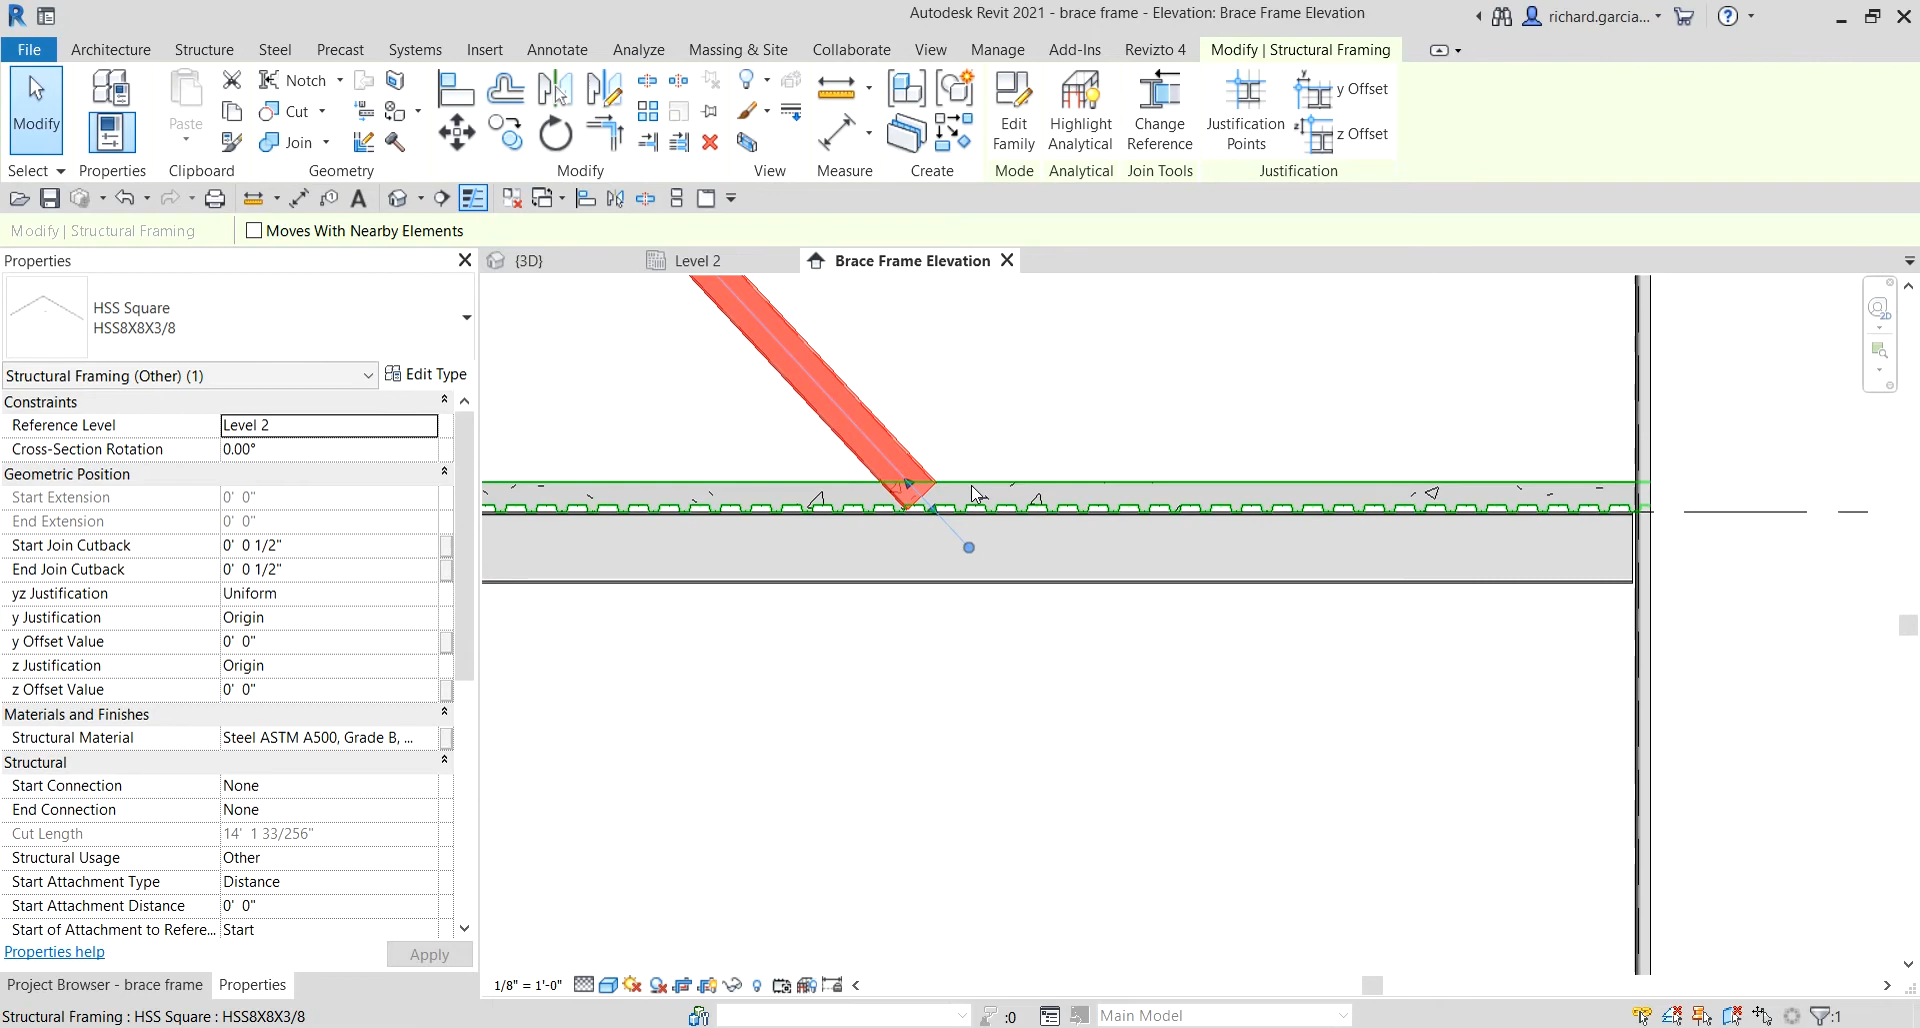 Autodesk Revit 2021 - brace frame - Elevation: Brace Frame Elevation
richard.garcia...
File Architecture Structure Steel Precast Systems Insert Annotate Analyze Massing & Site Collaborate View Manage Add-Ins Revizto 4 Modify | Structural Framing
Modify
Paste
Notch
Cut
Join
Edit Family
Highlight Analytical
Change Reference
Justification Points
y Offset
z Offset
Select Properties Clipboard Geometry Modify View Measure Create Mode Analytical Join Tools Justification
Modify | Structural Framing Moves With Nearby Elements
Properties
{3D} Level 2 Brace Frame Elevation
HSS Square
HSS8X8X3/8
Structural Framing (Other) (1) Edit Type
Constraints
Reference Level Level 2
Cross-Section Rotation 0.00°
Geometric Position
Start Extension 0' 0"
End Extension 0' 0"
Start Join Cutback 0' 0 1/2"
End Join Cutback 0' 0 1/2"
yz Justification Uniform
y Justification Origin
y Offset Value 0' 0"
z Justification Origin
z Offset Value 0' 0"
Materials and Finishes
Structural Material Steel ASTM A500, Grade B, ...
Structural
Start Connection None
End Connection None
Cut Length 14' 1 33/256"
Structural Usage Other
Start Attachment Type Distance
Start Attachment Distance 0' 0"
Start of Attachment to Refere... Start
Properties help Apply
Project Browser - brace frame Properties
1/8" = 1'-0"
Structural Framing : HSS Square : HSS8X8X3/8
:0
Main Model
:1
2D